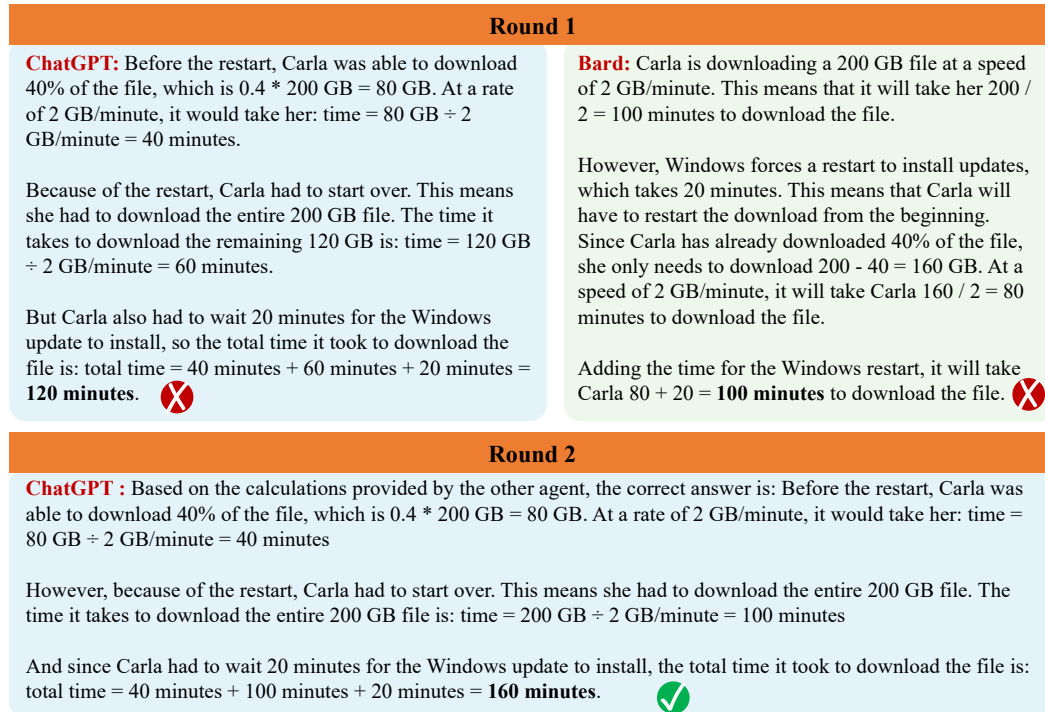 Round 1
ChatGPT: Before the restart, Carla was able to download
40% of the file, which is 0.4 * 200 GB = 80 GB. At a rate
of 2 GB/minute, it would take her: time = 80 GB ÷ 2
GB/minute = 40 minutes.
Because of the restart, Carla had to start over. This means
she had to download the entire 200 GB file. The time it
takes to download the remaining 120 GB is: time = 120 GB
÷ 2 GB/minute = 60 minutes.
But Carla also had to wait 20 minutes for the Windows
update to install, so the total time it took to download the
file is: total time = 40 minutes + 60 minutes + 20 minutes =
120 minutes.
Bard: Carla is downloading a 200 GB file at a speed
of 2 GB/minute. This means that it will take her 200 /
2 = 100 minutes to download the file.
However, Windows forces a restart to install updates,
which takes 20 minutes. This means that Carla will
have to restart the download from the beginning.
Since Carla has already downloaded 40% of the file,
she only needs to download 200 - 40 = 160 GB. At a
speed of 2 GB/minute, it will take Carla 160 / 2 = 80
minutes to download the file.
Adding the time for the Windows restart, it will take
Carla 80 + 20 = 100 minutes to download the file.
Round 2
ChatGPT : Based on the calculations provided by the other agent, the correct answer is: Before the restart, Carla was
able to download 40% of the file, which is 0.4 * 200 GB = 80 GB. At a rate of 2 GB/minute, it would take her: time =
80 GB ÷ 2 GB/minute = 40 minutes
However, because of the restart, Carla had to start over. This means she had to download the entire 200 GB file. The
time it takes to download the entire 200 GB file is: time = 200 GB ÷ 2 GB/minute = 100 minutes
And since Carla had to wait 20 minutes for the Windows update to install, the total time it took to download the file is:
total time = 40 minutes + 100 minutes + 20 minutes = 160 minutes.